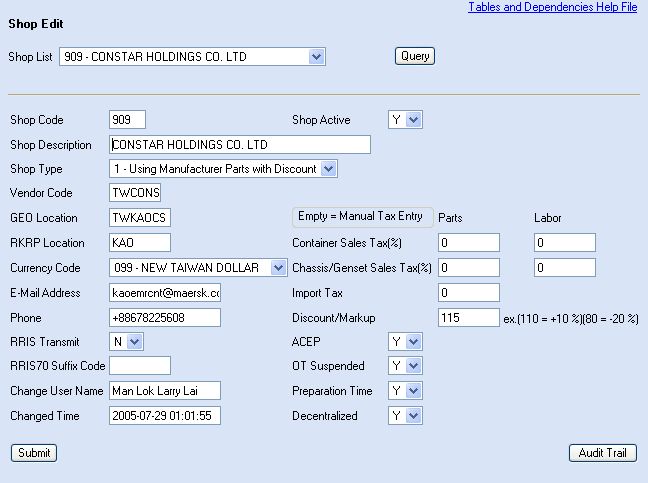 Tables and Dependencies Help File
Shop Edit
Shop List 909 - CONSTAR HOLDINGS CO. LTD Query
Shop Code 909 Shop Active Y
Shop Description CONSTAR HOLDINGS CO. LTD
Shop Type 1 - Using Manufacturer Parts with Discount
Vendor Code TWCONS
GEO Location TWKAOCS Empty = Manual Tax Entry Parts Labor
RKRP Location KAO Container Sales Tax(%) 0 0
Currency Code 099 - NEW TAIWAN DOLLAR Chassis/Genset Sales Tax(%) 0 0
E-Mail Address kaoemrcnt@maersk.cc Import Tax 0
Phone +88678225608 Discount/Markup 115 ex.(110 = +10 %)(80 = -20 %)
RRIS Transmit N ACEP Y
RRIS70 Suffix Code OT Suspended Y
Change User Name Man Lok Larry Lai Preparation Time Y
Changed Time 2005-07-29 01:01:55 Decentralized Y
Submit Audit Trail